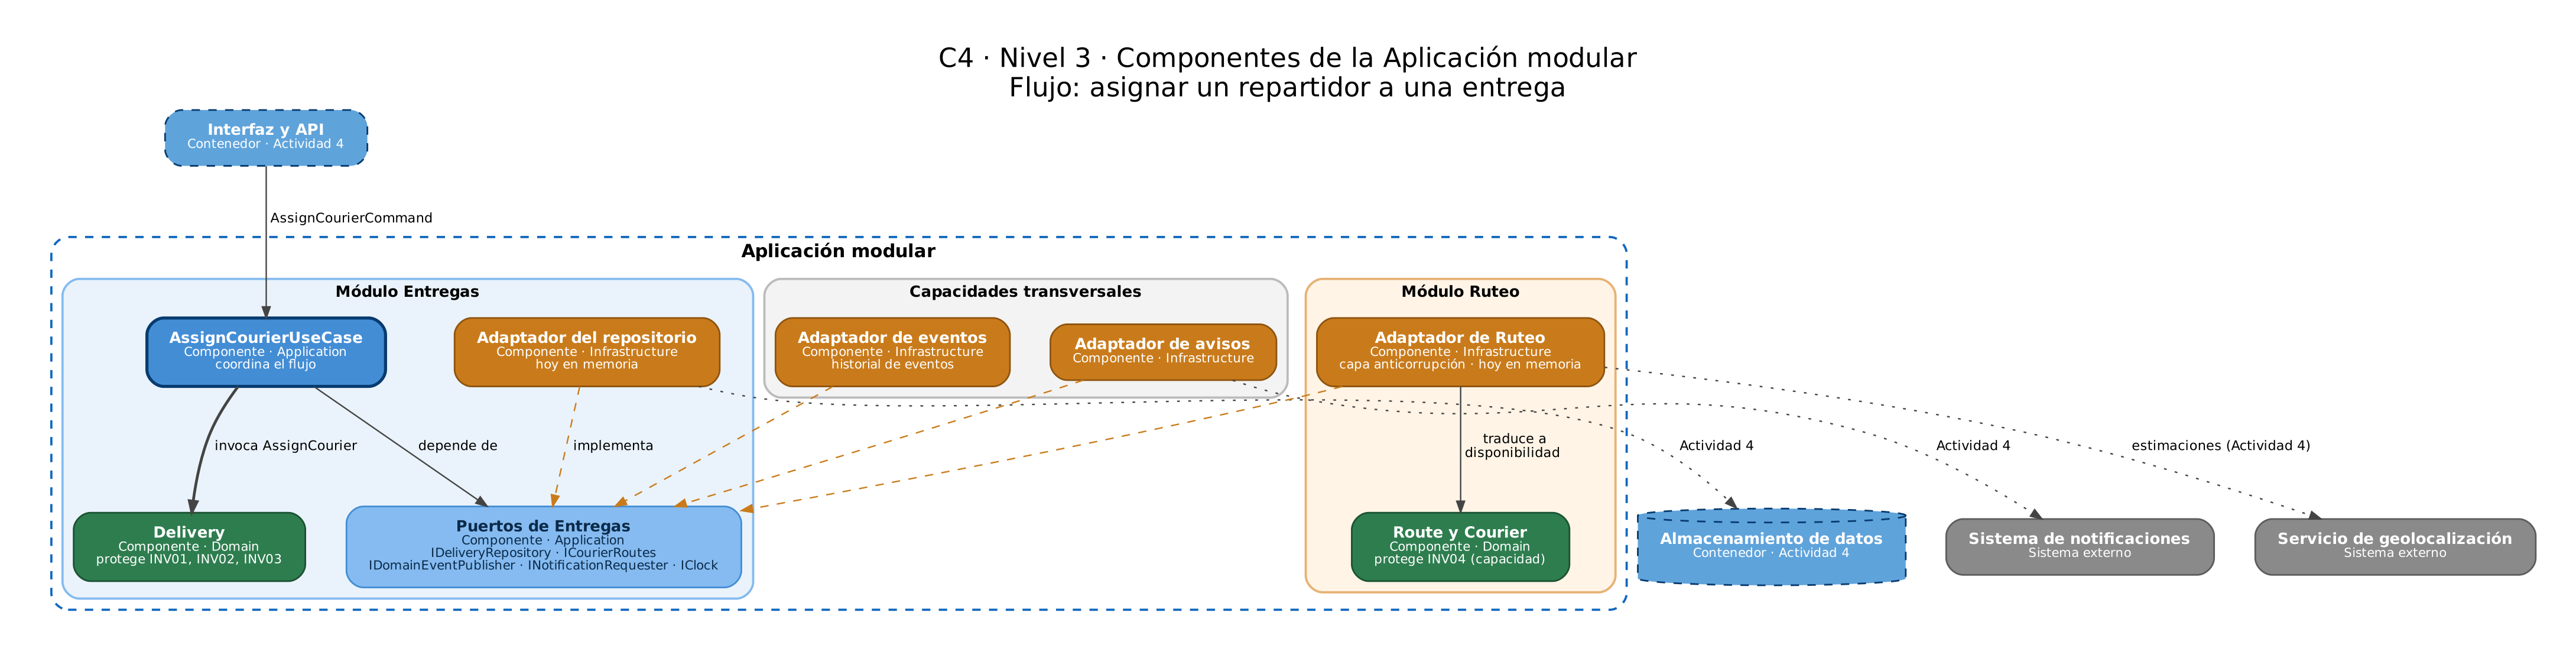 C4 · Nivel 3 · Componentes de la Aplicación modular
Flujo: asignar un repartidor a una entrega
Interfaz y API
Contenedor · Actividad 4
AssignCourierCommand
Aplicación modular
Módulo Entregas
AssignCourierUseCase
Componente · Application
coordina el flujo
Adaptador del repositorio
Componente · Infrastructure
hoy en memoria
Capacidades transversales
Adaptador de eventos
Componente · Infrastructure
historial de eventos
Adaptador de avisos
Componente · Infrastructure
Módulo Ruteo
Adaptador de Ruteo
Componente · Infrastructure
capa anticorrupción · hoy en memoria
invoca AssignCourier
depende de
implementa
traduce a
disponibilidad
Actividad 4
Actividad 4
estimaciones (Actividad 4)
Delivery
Componente · Domain
protege INV01, INV02, INV03
Puertos de Entregas
Componente · Application
IDeliveryRepository · ICourierRoutes
IDomainEventPublisher · INotificationRequester · IClock
Route y Courier
Componente · Domain
protege INV04 (capacidad)
Almacenamiento de datos
Contenedor · Actividad 4
Sistema de notificaciones
Sistema externo
Servicio de geolocalización
Sistema externo